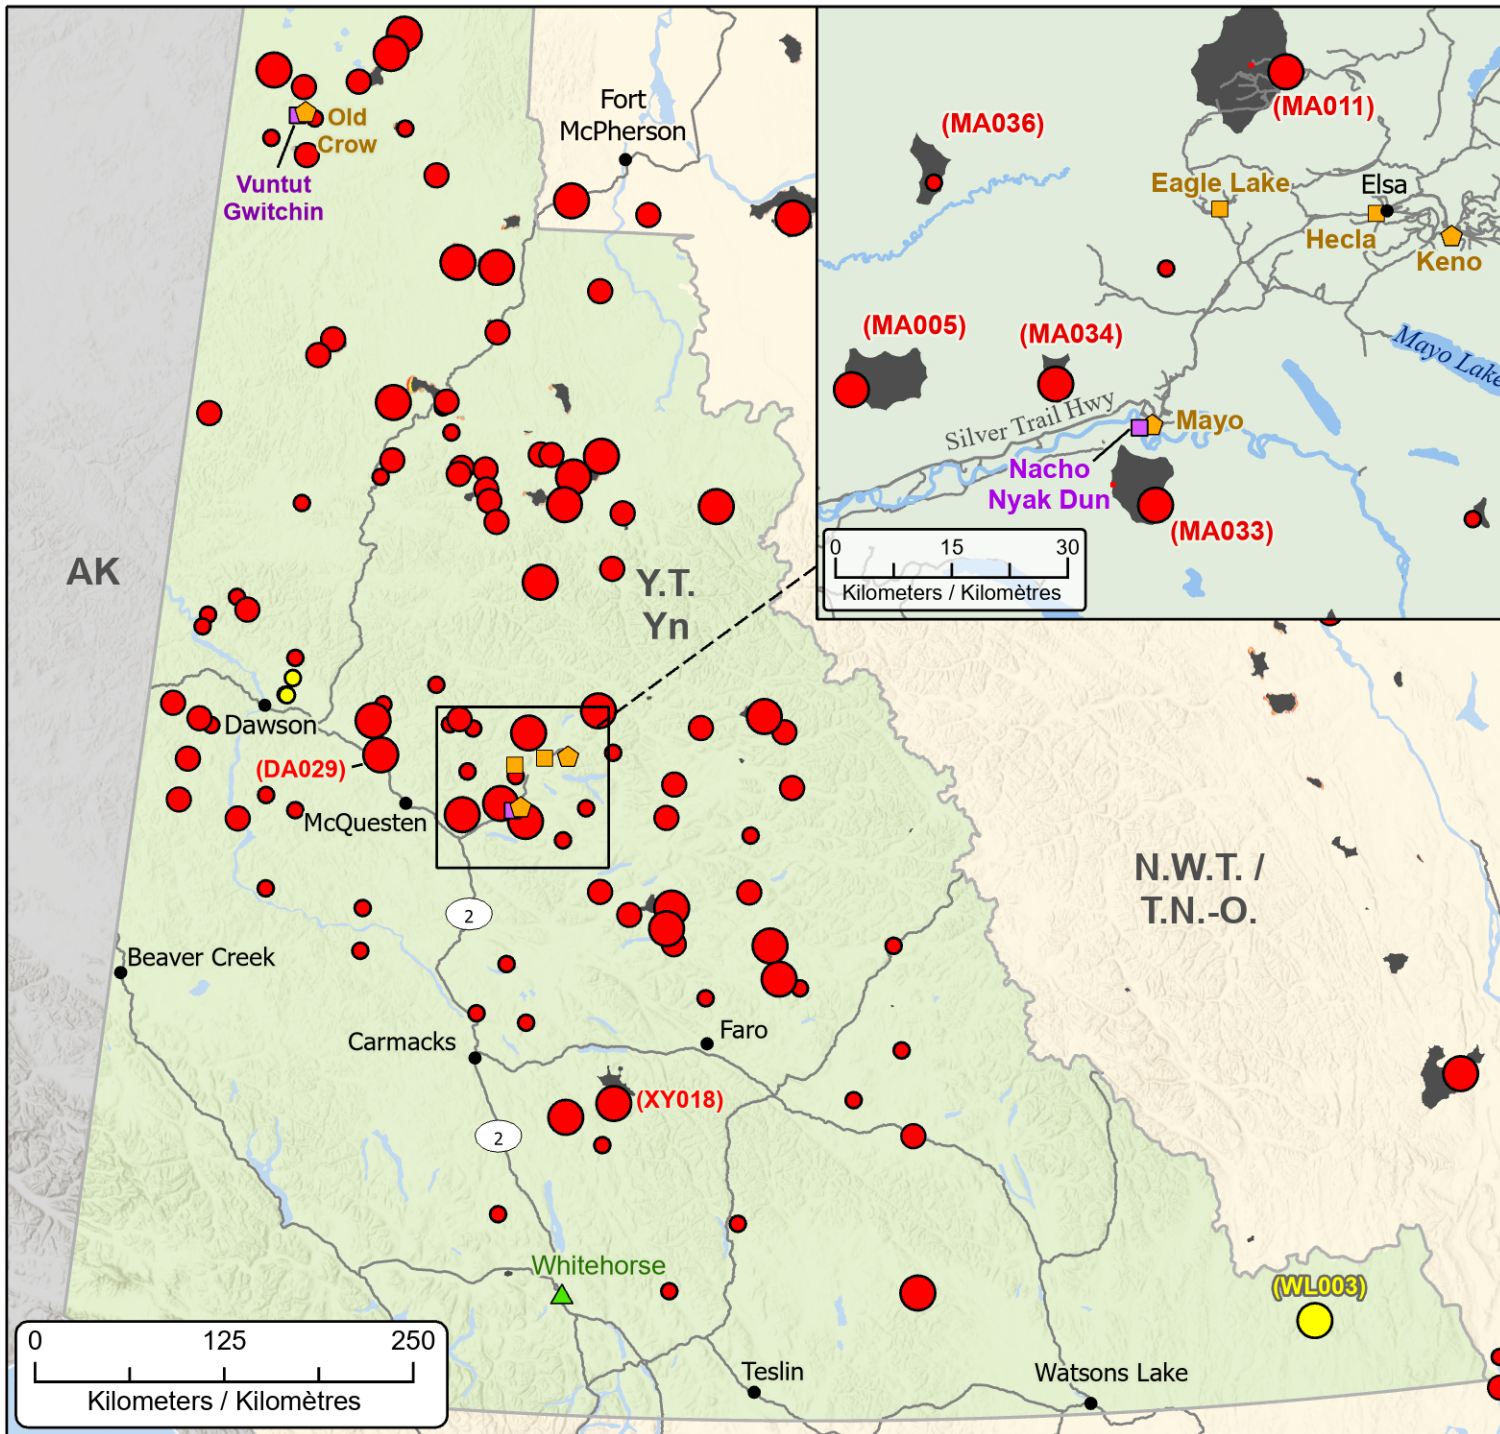 Fort
McPherson
Old
Crow
Vuntut
Gwitchin
(MA011)
(MA036)
Eagle Lake
Elsa
Hecla
Keno
(MA005)
(MA034)
Mayo Lake
Silver Trail Hwy
Mayo
Nacho
Nyak Dun
(MA033)
0 15 30
Kilometers / Kilomètres
AK
Y.T.
Yn
Dawson
(DA029)
McQuesten
N.W.T. /
T.N.-O.
2
Beaver Creek
Carmacks
Faro
(XY018)
2
Whitehorse
(WL003)
0 125 250
Kilometers / Kilomètres
Teslin
Watsons Lake